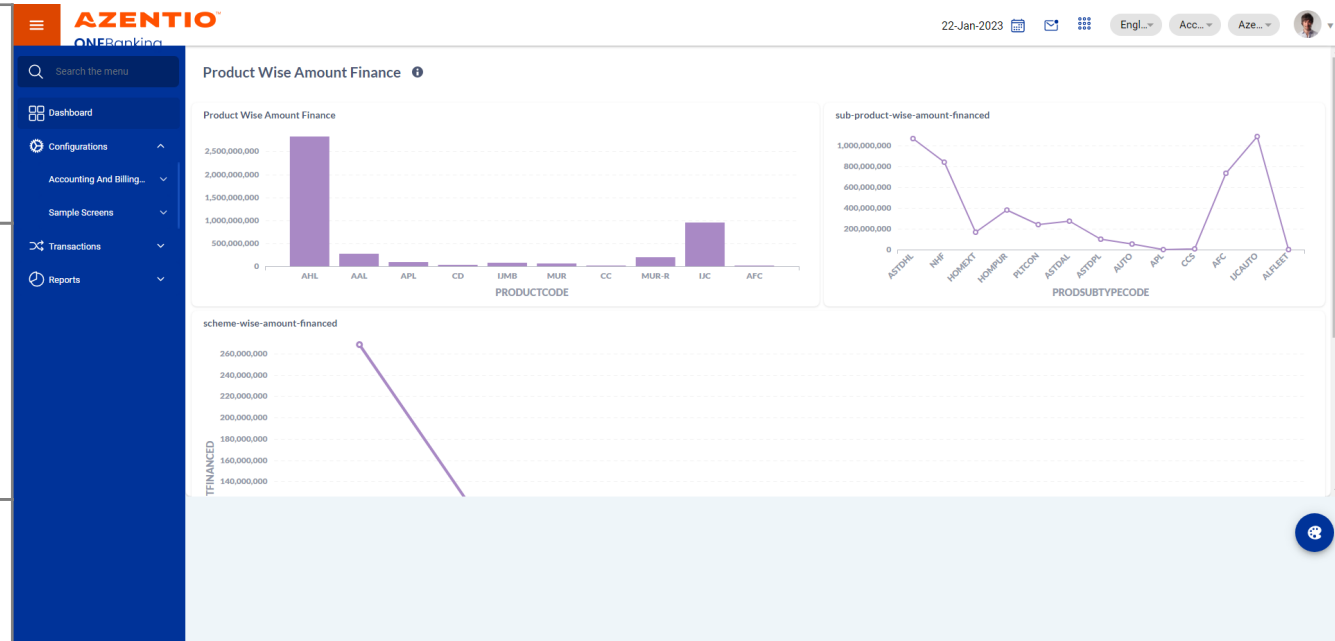 AZENTIO™
ONEBanking
22-Jan-2023
Engl...
Acc...
Aze...
Search the menu
Dashboard
Configurations
Accounting And Billing...
Sample Screens
Transactions
Reports
Product Wise Amount Finance
Product Wise Amount Finance
2,500,000,000
2,000,000,000
1,500,000,000
1,000,000,000
500,000,000
0
AHL AAL APL CD IJMB MUR CC MUR-R IJC AFC
PRODUCTCODE
sub-product-wise-amount-financed
1,000,000,000
800,000,000
600,000,000
400,000,000
200,000,000
0
ASTDHL NHF HOMEXT HOMPUR PLTCON ASTDAL ASTDPL AUTO APL CCS AFC IJCAUTO ALFLEET
PRODSUBTYPECODE
scheme-wise-amount-financed
260,000,000
240,000,000
220,000,000
200,000,000
180,000,000
160,000,000
140,000,000
TFINANCED